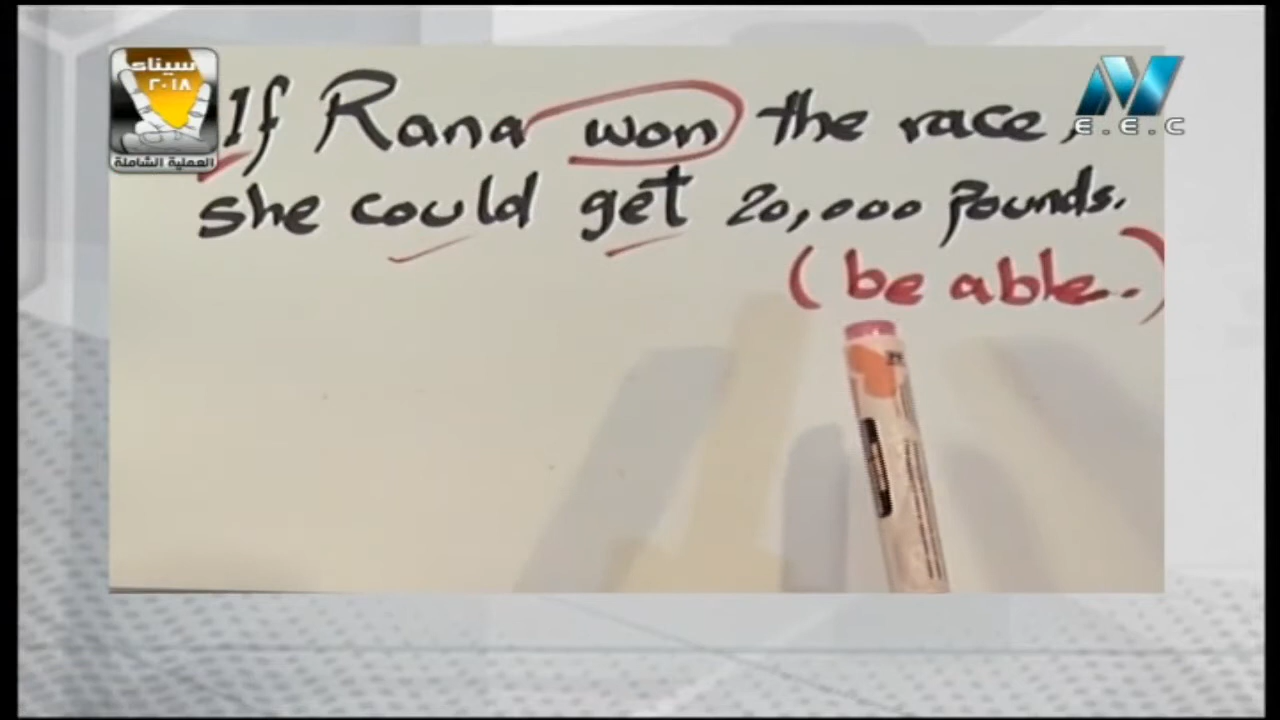 سيناء
٢٠١٨
العملية الشاملة
N
E.E.C
If Rana won the race,
she could get 20,000 pounds.
(be able.)